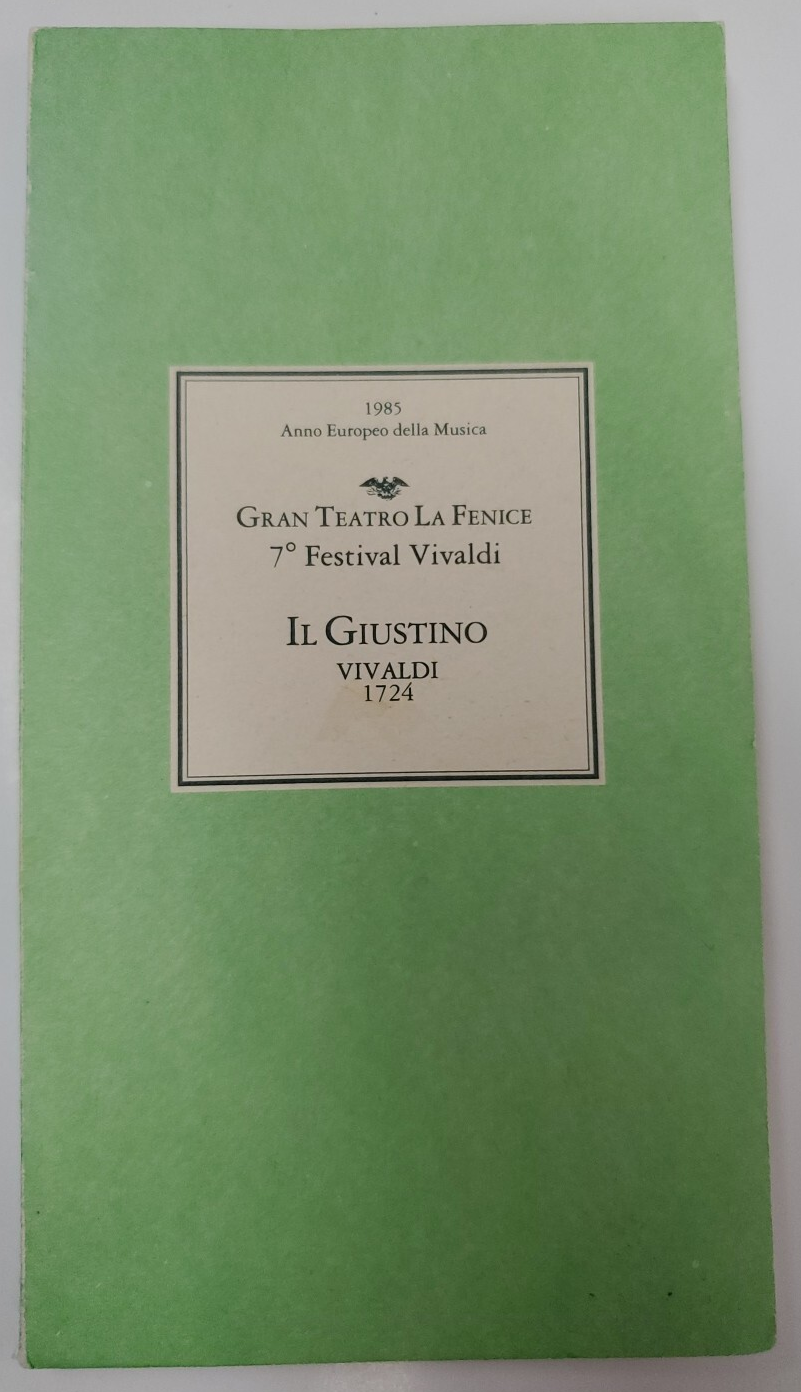 1985
Anno Europeo della Musica
GRAN TEATRO LA FENICE
7° Festival Vivaldi
IL GIUSTINO
VIVALDI
1724